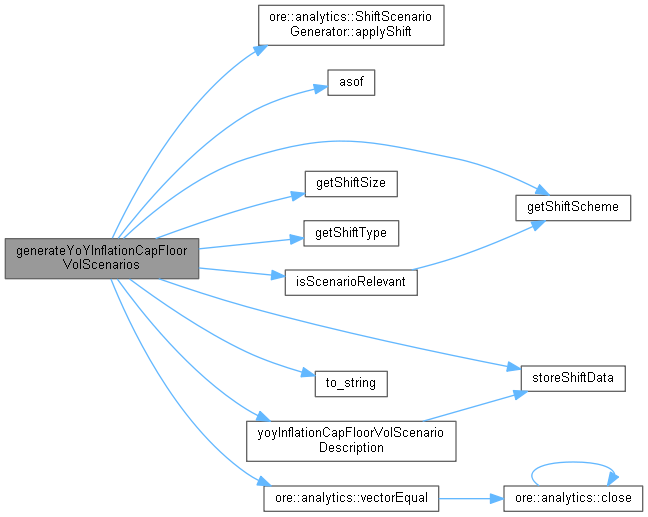 ore::analytics::ShiftScenario
Generator::applyShift
asof
getShiftSize
getShiftScheme
getShiftType
generateYoYInflationCapFloor
VolScenarios
isScenarioRelevant
to_string
storeShiftData
yoyInflationCapFloorVolScenario
Description
ore::analytics::vectorEqual
ore::analytics::close